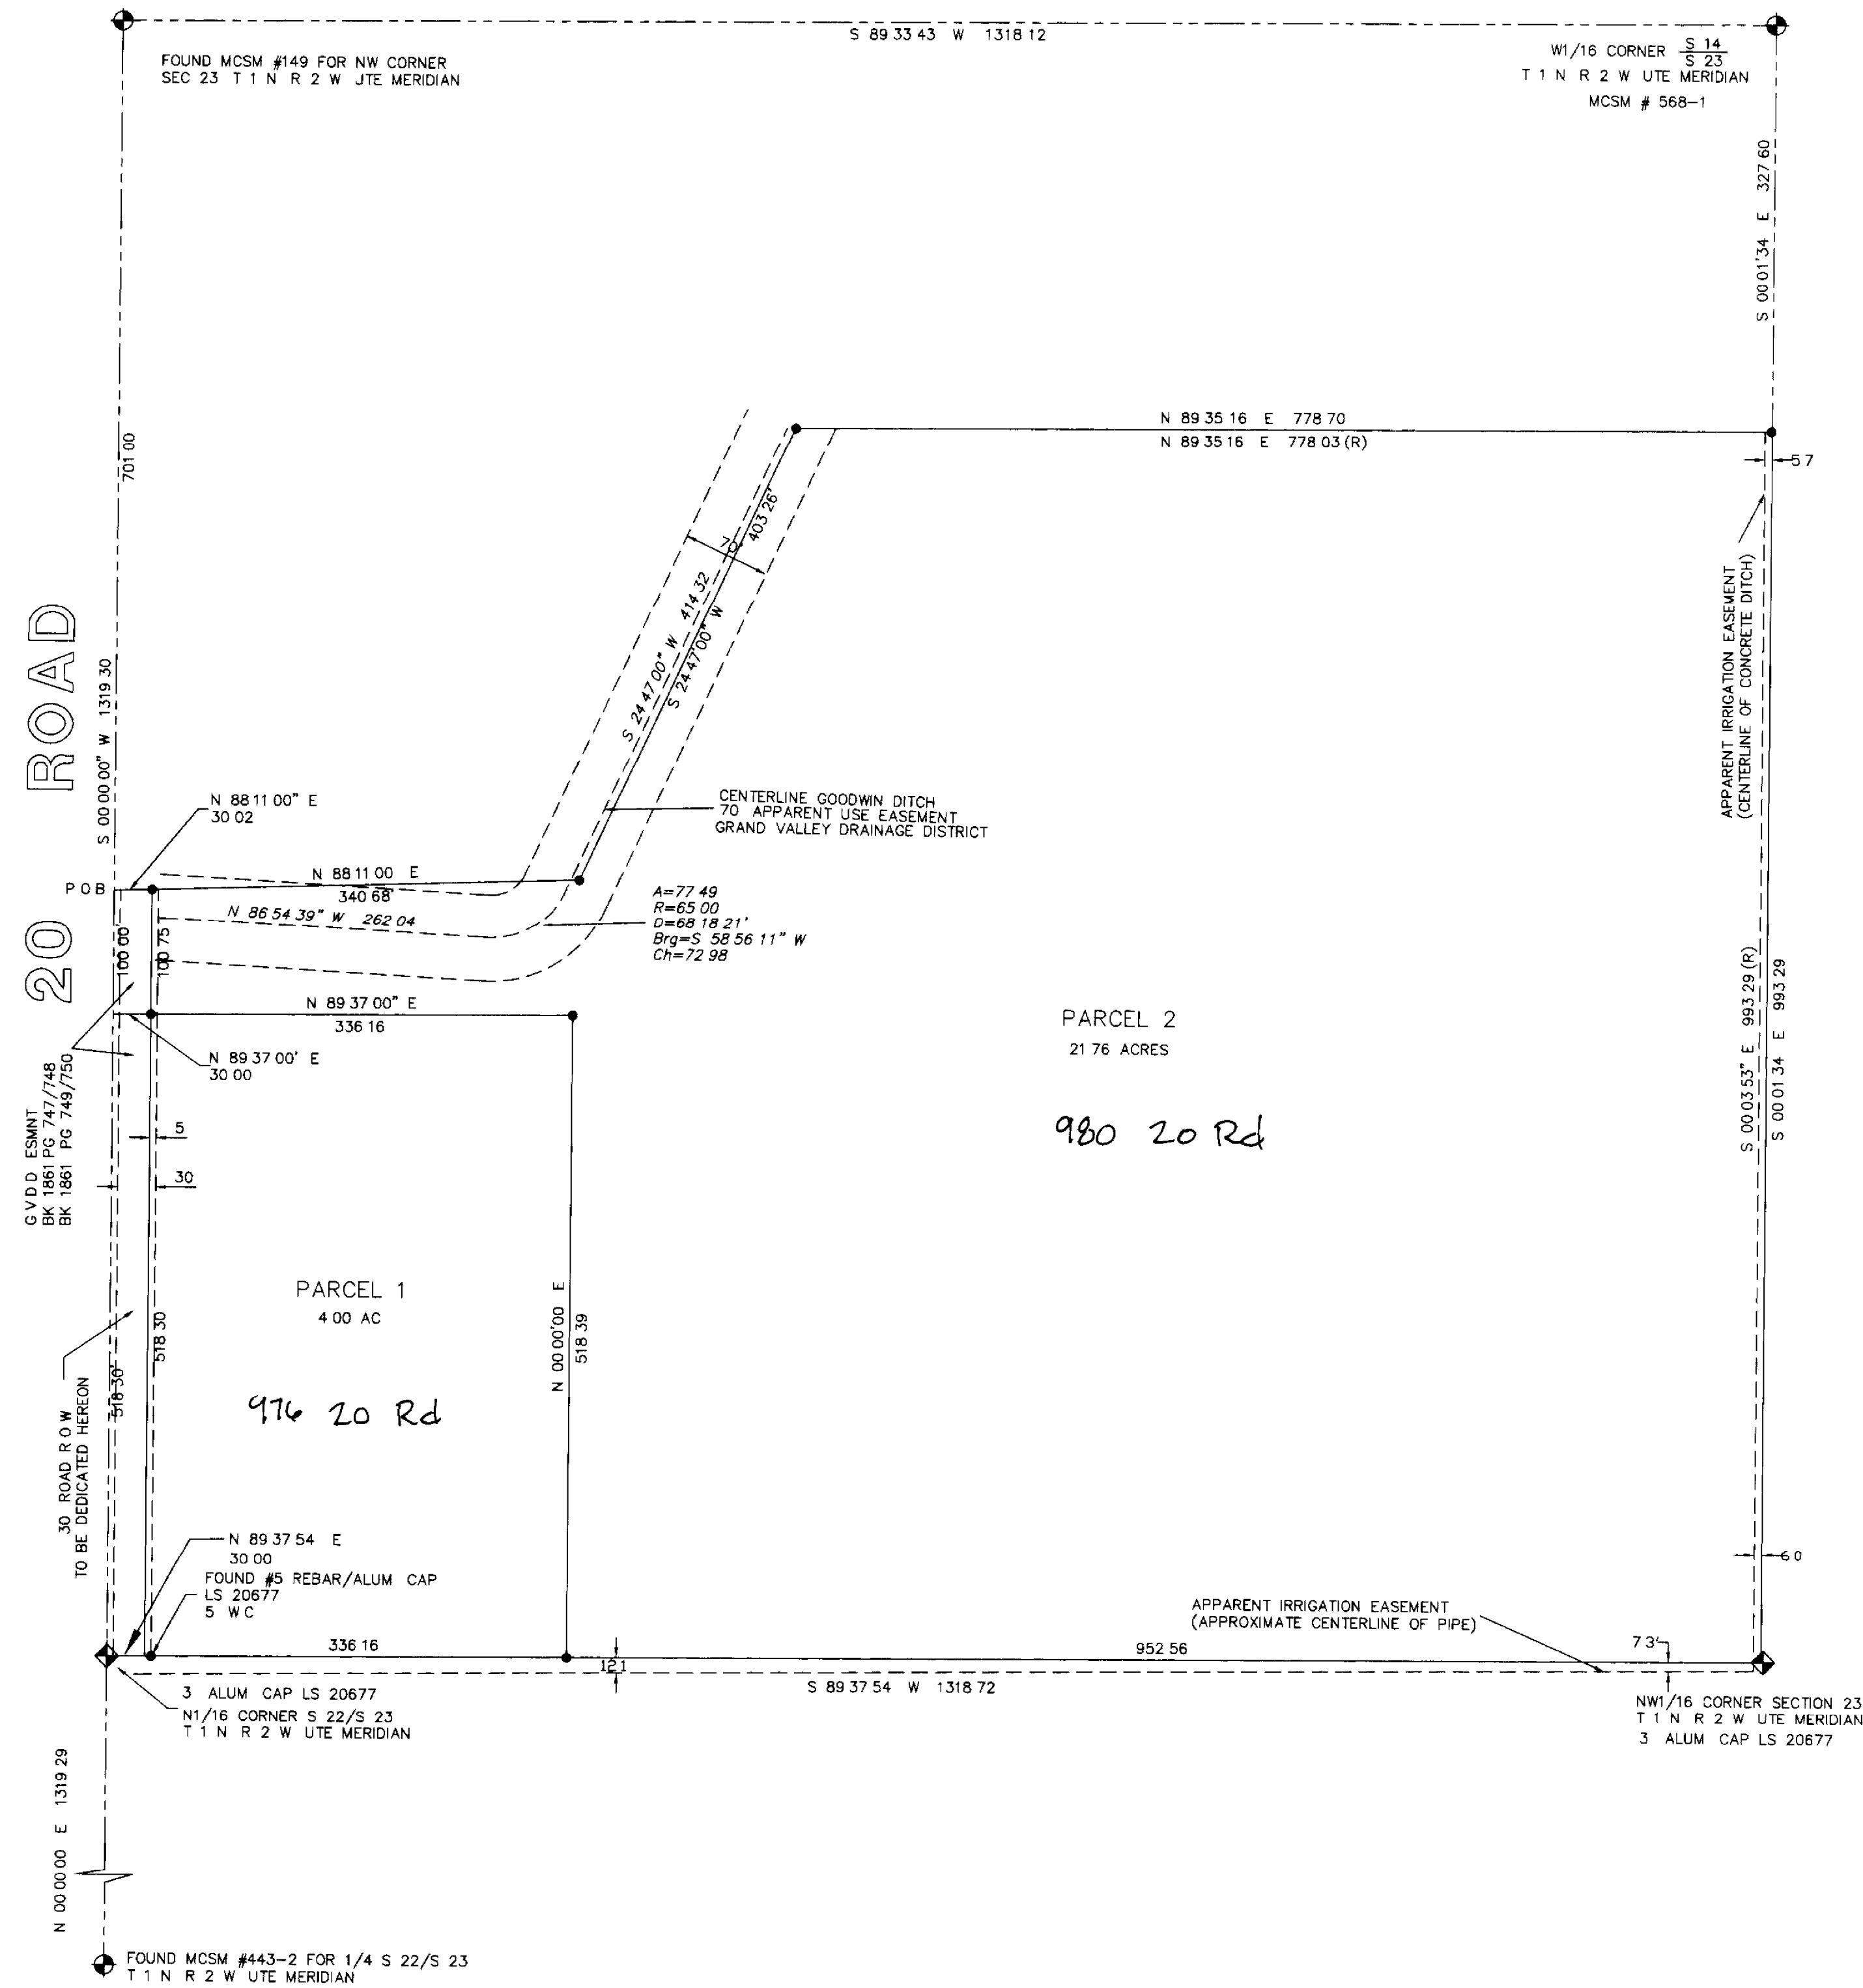 S 89 33 43 W 1318 12
FOUND MCSM #149 FOR NW CORNER
SEC 23 T 1 N R 2 W JTE MERIDIAN
W1/16 CORNER S 14
S 23
T 1 N R 2 W UTE MERIDIAN
MCSM # 568-1
S 00 01'34 E 327 60
701 00
N 89 35 16 E 778 70
N 89 35 16 E 778 03 (R)
5 7
403 26'
70
S 24 47 00" W 414 32
S 24 47'00" W
APPARENT IRRIGATION EASEMENT
(CENTERLINE OF CONCRETE DITCH)
20 ROAD
S 00 00 00" W 1319 30
N 88 11 00" E
30 02
CENTERLINE GOODWIN DITCH
70 APPARENT USE EASEMENT
GRAND VALLEY DRAINAGE DISTRICT
P O B
N 88 11 00 E
340 68'
N 86 54 39" W 262 04
A=77 49
R=65 00
D=68 18 21'
Brg=S 58 56 11" W
Ch=72 98
100 00
100 75
N 89 37 00" E
336 16
N 89 37 00' E
30 00
PARCEL 2
21 76 ACRES
980 20 Rd
S 00 03 53" E 993 29 (R)
S 00 01 34 E 993 29
G V D D ESMNT
BK 1861 PG 747/748
BK 1861 PG 749/750
5
30
PARCEL 1
4 00 AC
976 20 Rd
N 00 00'00 E
518 39
518 30
518 30'
30 ROAD R O W
TO BE DEDICATED HEREON
N 89 37 54 E
30 00
FOUND #5 REBAR/ALUM CAP
LS 20677
5 W C
6 0
APPARENT IRRIGATION EASEMENT
(APPROXIMATE CENTERLINE OF PIPE)
336 16
952 56
7 3'
12 1
S 89 37 54 W 1318 72
3 ALUM CAP LS 20677
N1/16 CORNER S 22/S 23
T 1 N R 2 W UTE MERIDIAN
NW1/16 CORNER SECTION 23
T 1 N R 2 W UTE MERIDIAN
3 ALUM CAP LS 20677
N 00 00 00 E 1319 29
FOUND MCSM #443-2 FOR 1/4 S 22/S 23
T 1 N R 2 W UTE MERIDIAN